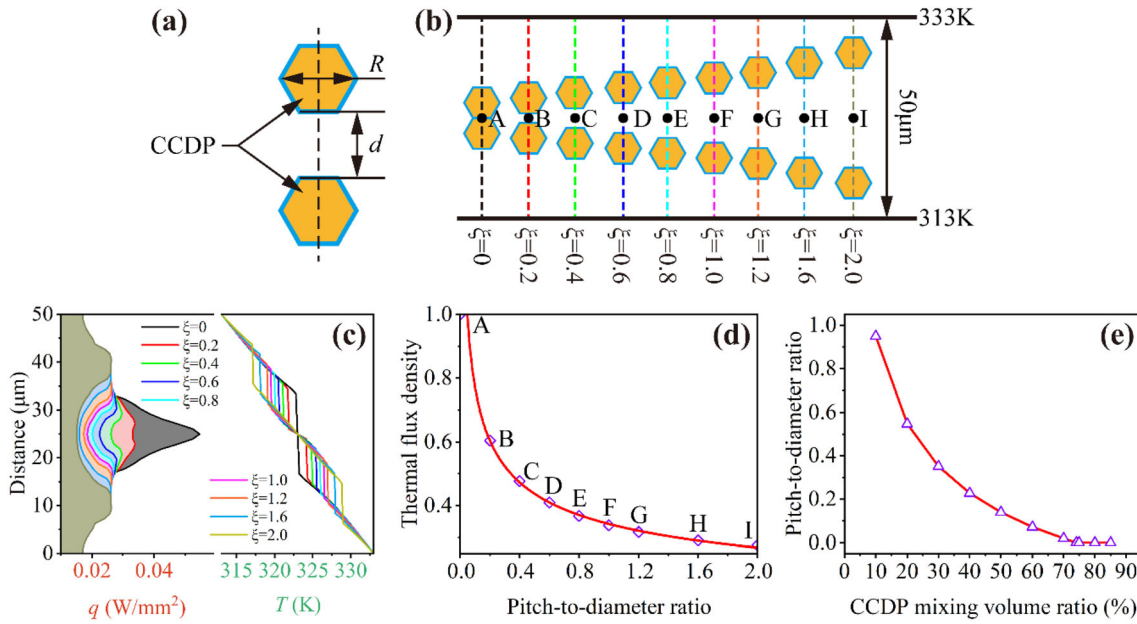 (a)
R
CCDP
d
(b)
333K
A B C D E F G H I
50μm
313K
ξ=0 ξ=0.2 ξ=0.4 ξ=0.6 ξ=0.8 ξ=1.0 ξ=1.2 ξ=1.6 ξ=2.0
(c)
Distance (μm)
50
40
30
20
10
0
ξ=0
ξ=0.2
ξ=0.4
ξ=0.6
ξ=0.8
ξ=1.0
ξ=1.2
ξ=1.6
ξ=2.0
0.02 0.04
q (W/mm²)
315 320 325 330
T (K)
(d)
Thermal flux density
1.0
0.8
0.6
0.4
A
B
C
D
E
F
G
H
I
0.0 0.4 0.8 1.2 1.6 2.0
Pitch-to-diameter ratio
(e)
Pitch-to-diameter ratio
1.0
0.8
0.6
0.4
0.2
0.0
0 10 20 30 40 50 60 70 80 90
CCDP mixing volume ratio (%)